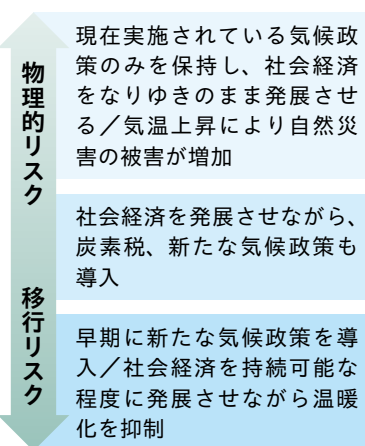 物理的リスク
移行リスク
現在実施されている気候政
策のみを保持し、社会経済
をなりゆきのまま発展させ
る／気温上昇により自然災
害の被害が増加
社会経済を発展させながら、
炭素税、新たな気候政策も
導入
早期に新たな気候政策を導
入／社会経済を持続可能な
程度に発展させながら温暖
化を抑制